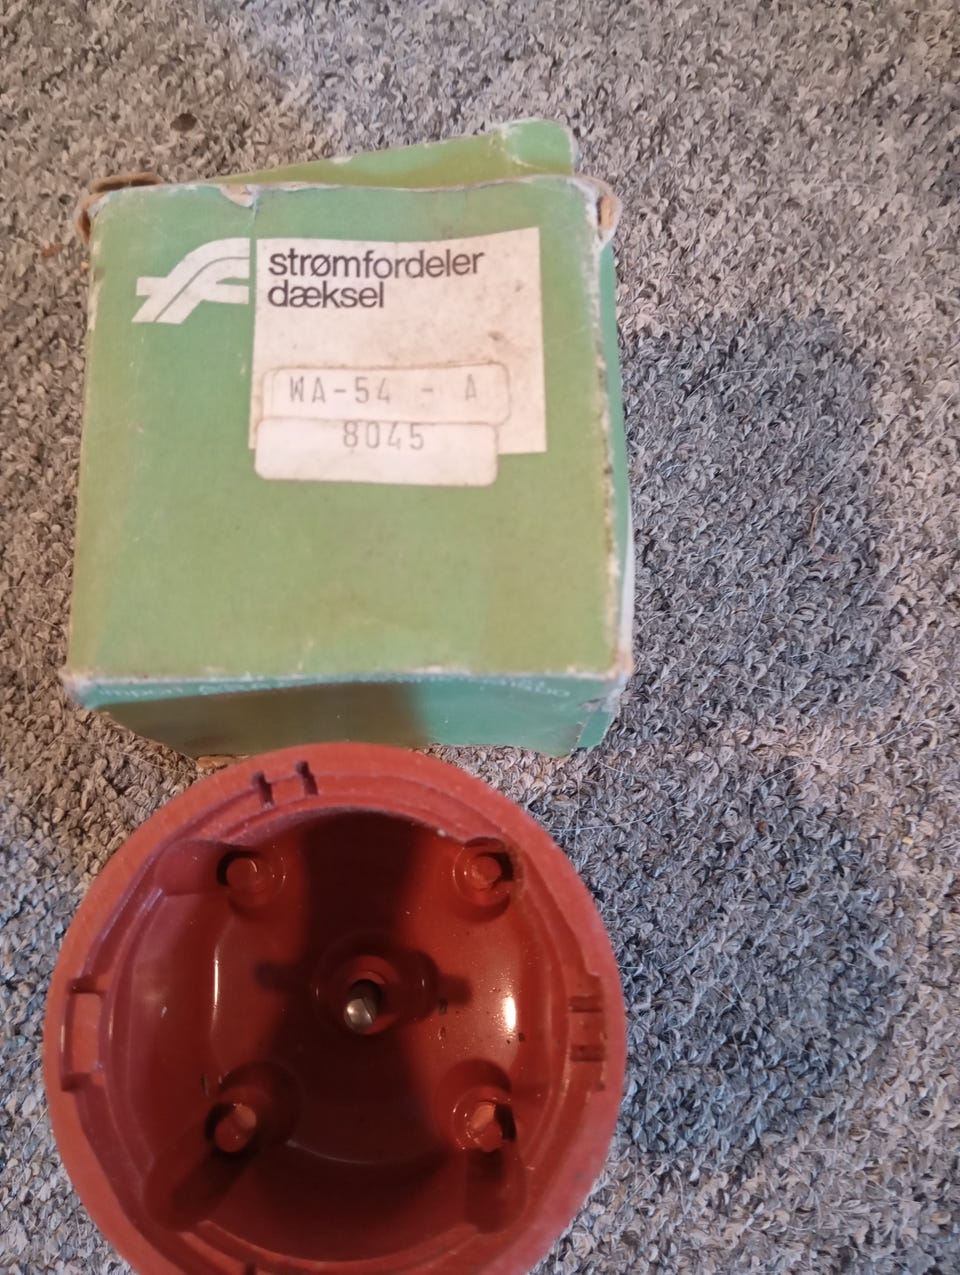 strømfordeler
dæksel
WA-54 - A
8045